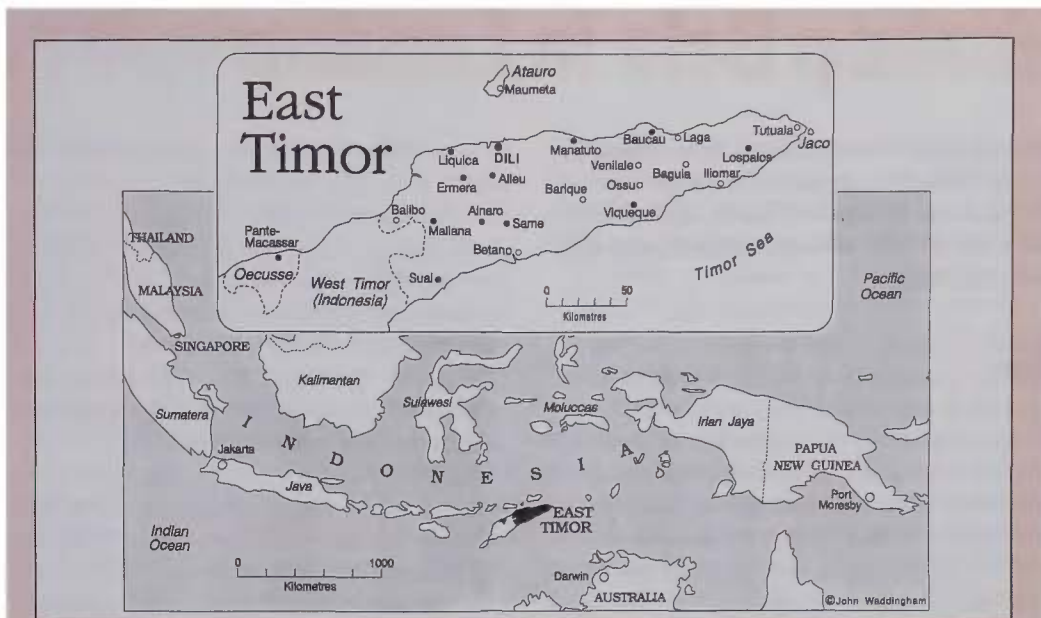 East
Timor
Atauro
Maumeta
Liquica
DILI
Manatuto
Baucau
Laga
Tutuala
Jaco
Ermera
Aileu
Venilale
Baguia
Lospalos
Iliomar
Barique
Ossu
Balibo
Maliana
Ainaro
Same
Viqueque
Betano
Pante-
Macassar
Oecusse
West Timor
(Indonesia)
Suai
Timor Sea
0 50
Kilometres
THAILAND
MALAYSIA
SINGAPORE
Pacific
Ocean
Kalimantan
Sulawesi
Moluccas
Irian Jaya
Sumatera
PAPUA
NEW GUINEA
INDONESIA
Jakarta
Java
Port
Moresby
EAST
TIMOR
Indian
Ocean
0 1000
Kilometres
Darwin
AUSTRALIA
©John Waddingham